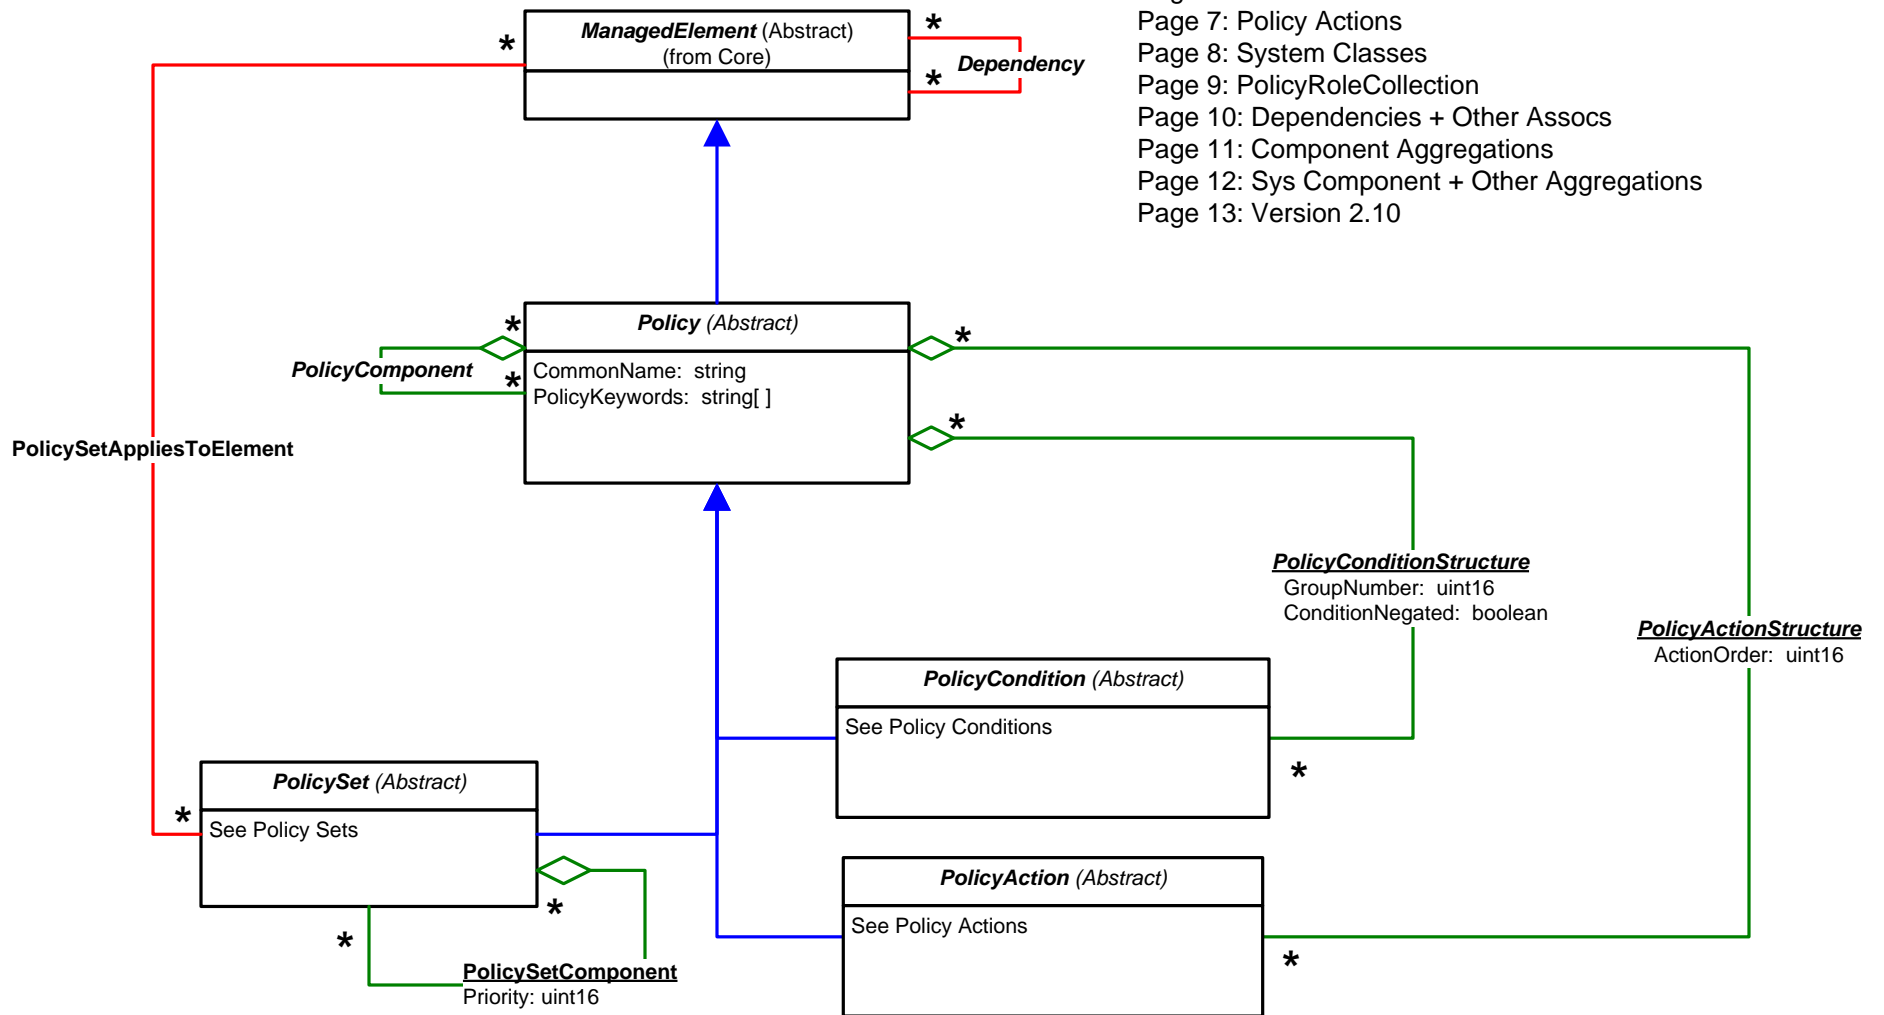 Page 7: Policy Actions
Page 8: System Classes
Page 9: PolicyRoleCollection
Page 10: Dependencies + Other Assocs
Page 11: Component Aggregations
Page 12: Sys Component + Other Aggregations
Page 13: Version 2.10
ManagedElement (Abstract)
(from Core)
*
*
*
Dependency
Policy (Abstract)
CommonName: string
PolicyKeywords: string[ ]
*
*
PolicyComponent
*
*
PolicySetAppliesToElement
PolicyConditionStructure
GroupNumber: uint16
ConditionNegated: boolean
PolicyActionStructure
ActionOrder: uint16
PolicyCondition (Abstract)
See Policy Conditions
*
PolicySet (Abstract)
See Policy Sets
*
*
*
PolicySetComponent
Priority: uint16
PolicyAction (Abstract)
See Policy Actions
*